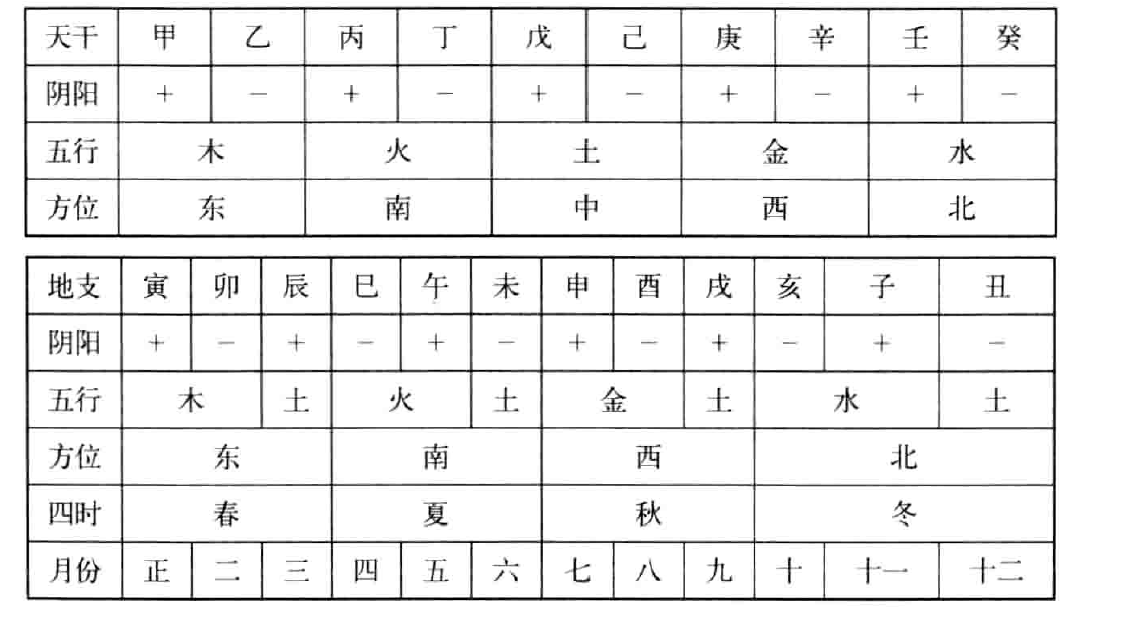 天干 甲 乙 丙 丁 戊 己 庚 辛 壬 癸
阴阳 + － + － + － + － + －
五行 木 火 土 金 水
方位 东 南 中 西 北
地支 寅 卯 辰 巳 午 未 申 酉 戌 亥 子 丑
阴阳 + － + － + － + － + － + －
五行 木 土 火 土 金 土 水 土
方位 东 南 西 北
四时 春 夏 秋 冬
月份 正 二 三 四 五 六 七 八 九 十 十一 十二